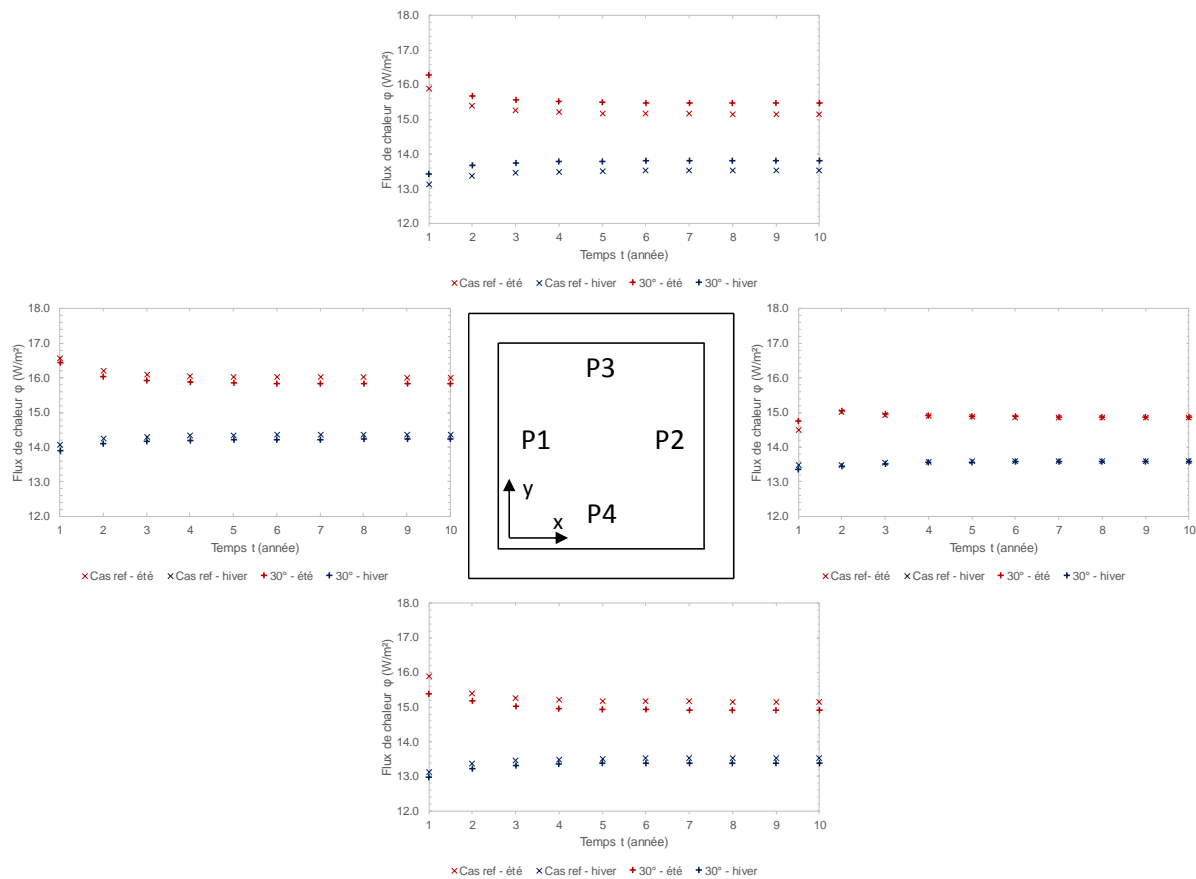 Flux de chaleur φ (W/m²)
18.0
17.0
16.0
15.0
14.0
13.0
12.0
1 2 3 4 5 6 7 8 9 10
Temps t (année)
Cas ref - été Cas ref - hiver 30° - été 30° - hiver
Flux de chaleur φ (W/m²)
18.0
17.0
16.0
15.0
14.0
13.0
12.0
1 2 3 4 5 6 7 8 9 10
Temps t (année)
Cas ref - été Cas ref - hiver 30° - été 30° - hiver
P3
P1 P2
y
P4
x
Flux de chaleur φ (W/m²)
18.0
17.0
16.0
15.0
14.0
13.0
12.0
1 2 3 4 5 6 7 8 9 10
Temps t (année)
Cas ref- été Cas ref - hiver 30° - été 30° - hiver
Flux de chaleur φ (W/m²)
18.0
17.0
16.0
15.0
14.0
13.0
12.0
1 2 3 4 5 6 7 8 9 10
Temps t (année)
Cas ref - été Cas ref - hiver 30° - été 30° - hiver